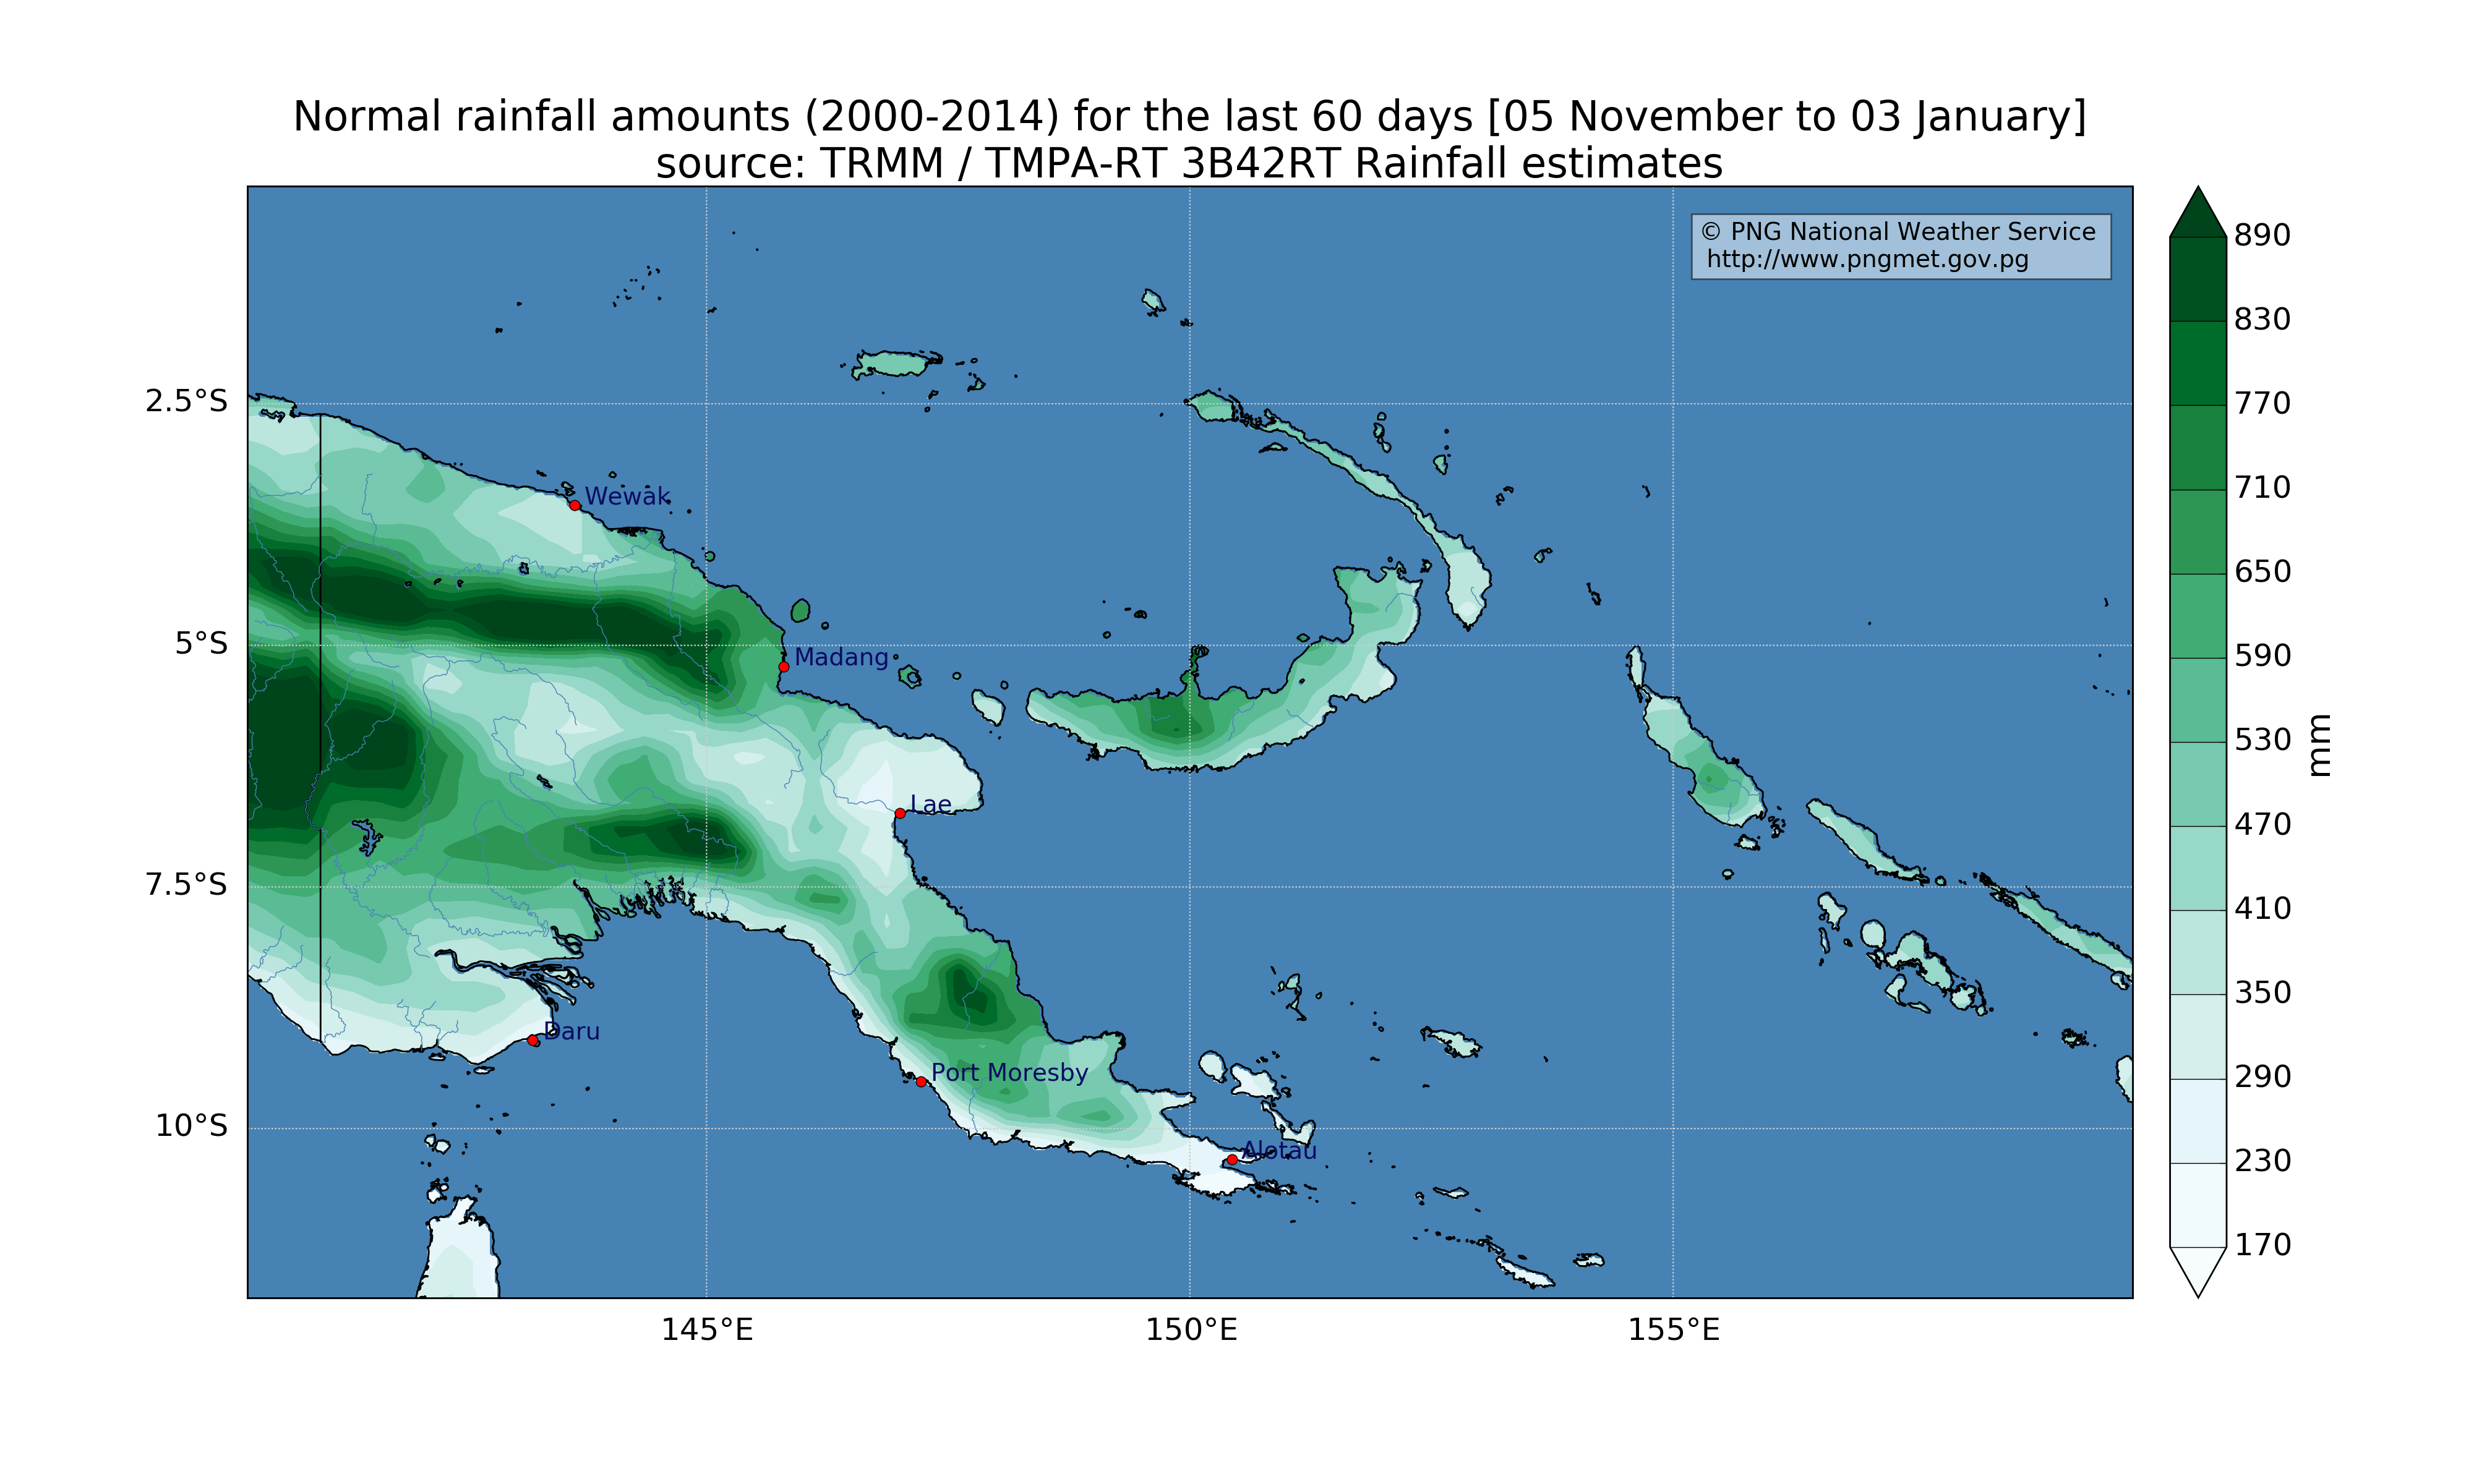 Normal rainfall amounts (2000-2014) for the last 60 days [05 November to 03 January]
source: TRMM / TMPA-RT 3B42RT Rainfall estimates
© PNG National Weather Service
http://www.pngmet.gov.pg
890
830
770
710
650
590
530
470
410
350
290
230
170
mm
2.5°S
5°S
7.5°S
10°S
Wewak
Madang
Lae
Daru
Port Moresby
Alotau
145°E
150°E
155°E